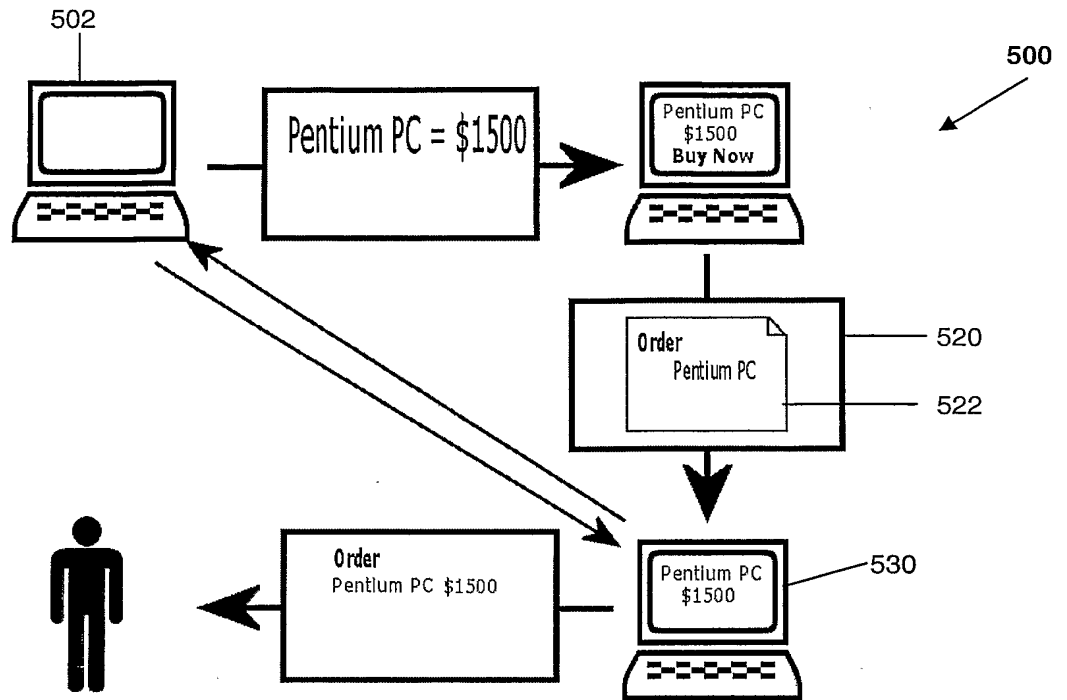 502
500
Pentium PC = $1500
Pentium PC
$1500
Buy Now
520
Order
Pentium PC
522
530
Pentium PC
$1500
Order
Pentium PC $1500